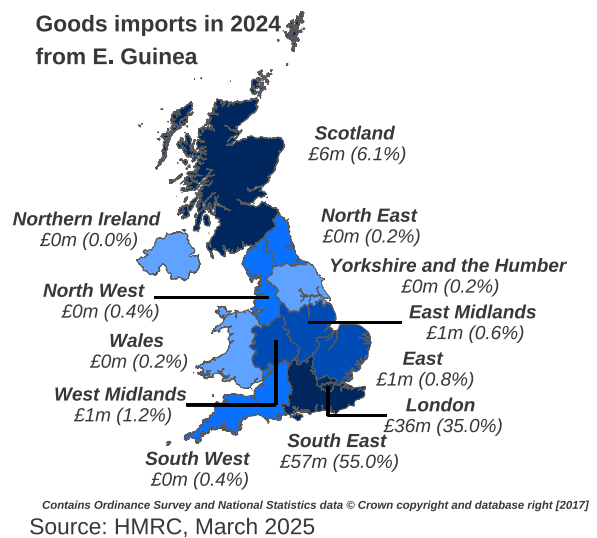 Goods imports in 2024
from E. Guinea
Scotland
£6m (6.1%)
Northern Ireland
£0m (0.0%)
North East
£0m (0.2%)
Yorkshire and the Humber
£0m (0.2%)
North West
£0m (0.4%)
East Midlands
£1m (0.6%)
Wales
£0m (0.2%)
East
£1m (0.8%)
West Midlands
£1m (1.2%)
London
£36m (35.0%)
South East
£57m (55.0%)
South West
£0m (0.4%)
Contains Ordinance Survey and National Statistics data © Crown copyright and database right [2017]
Source: HMRC, March 2025